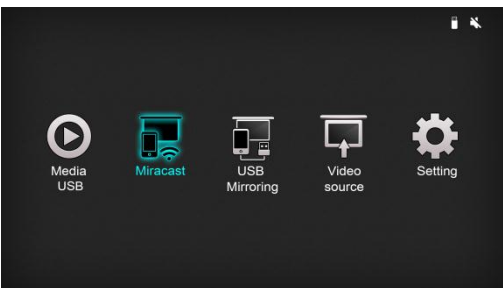 Media
USB
Miracast
USB
Mirroring
Video
source
Setting